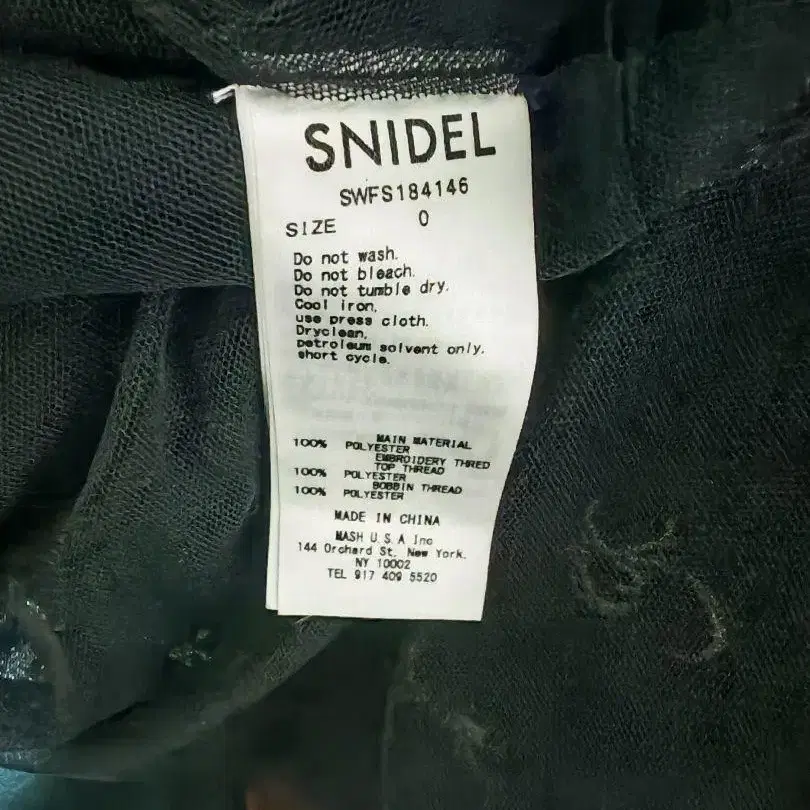 SNIDEL
SWFS184146
SIZE 0
Do not wash.
Do not bleach.
Do not tumble dry.
Cool iron,
use press cloth.
Dryclean,
petroleum solvent only.
short cycle.
MAIN MATERIAL
100% POLYESTER
EMBROIDERY THRED
TOP THREAD
100% POLYESTER
BOBBIN THREAD
100% POLYESTER
MADE IN CHINA
MASH U.S.A Inc
144 Orchard St. New York.
NY 10002
TEL 917 409 5520